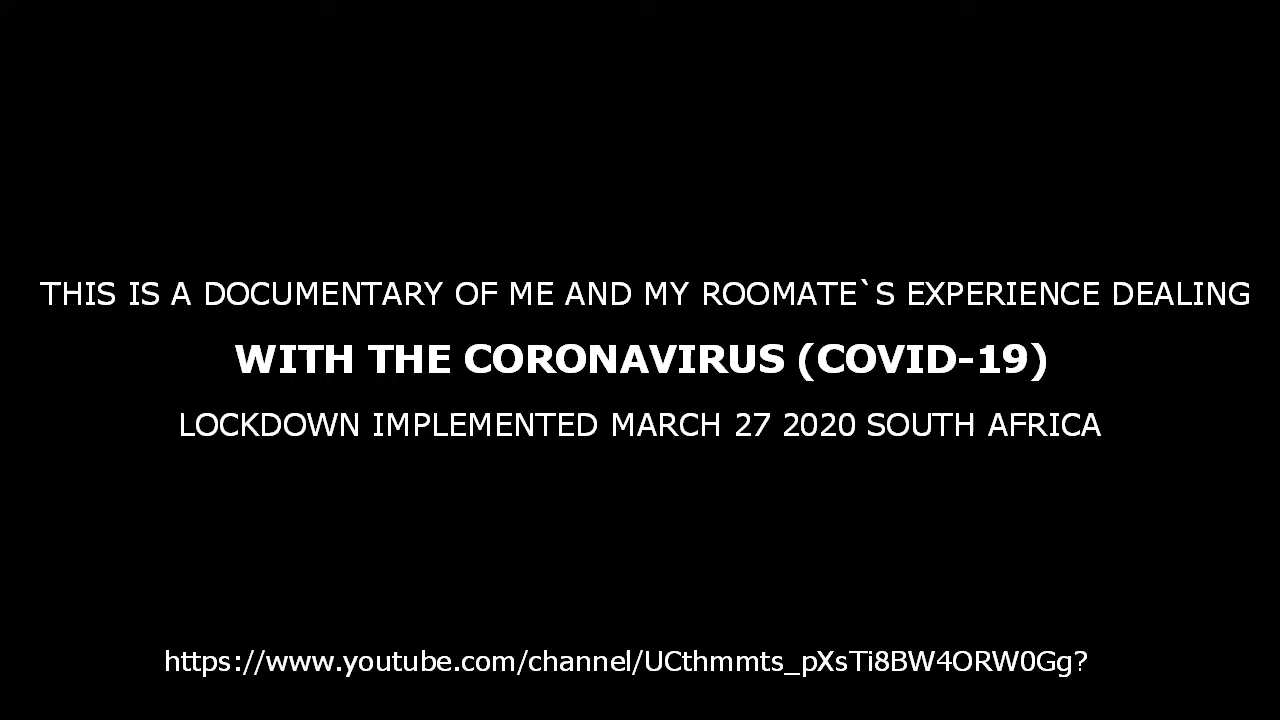 THIS IS A DOCUMENTARY OF ME AND MY ROOMATE`S EXPERIENCE DEALING
WITH THE CORONAVIRUS (COVID-19)
LOCKDOWN IMPLEMENTED MARCH 27 2020 SOUTH AFRICA
https://www.youtube.com/channel/UCthmmts_pXsTi8BW4ORW0Gg?